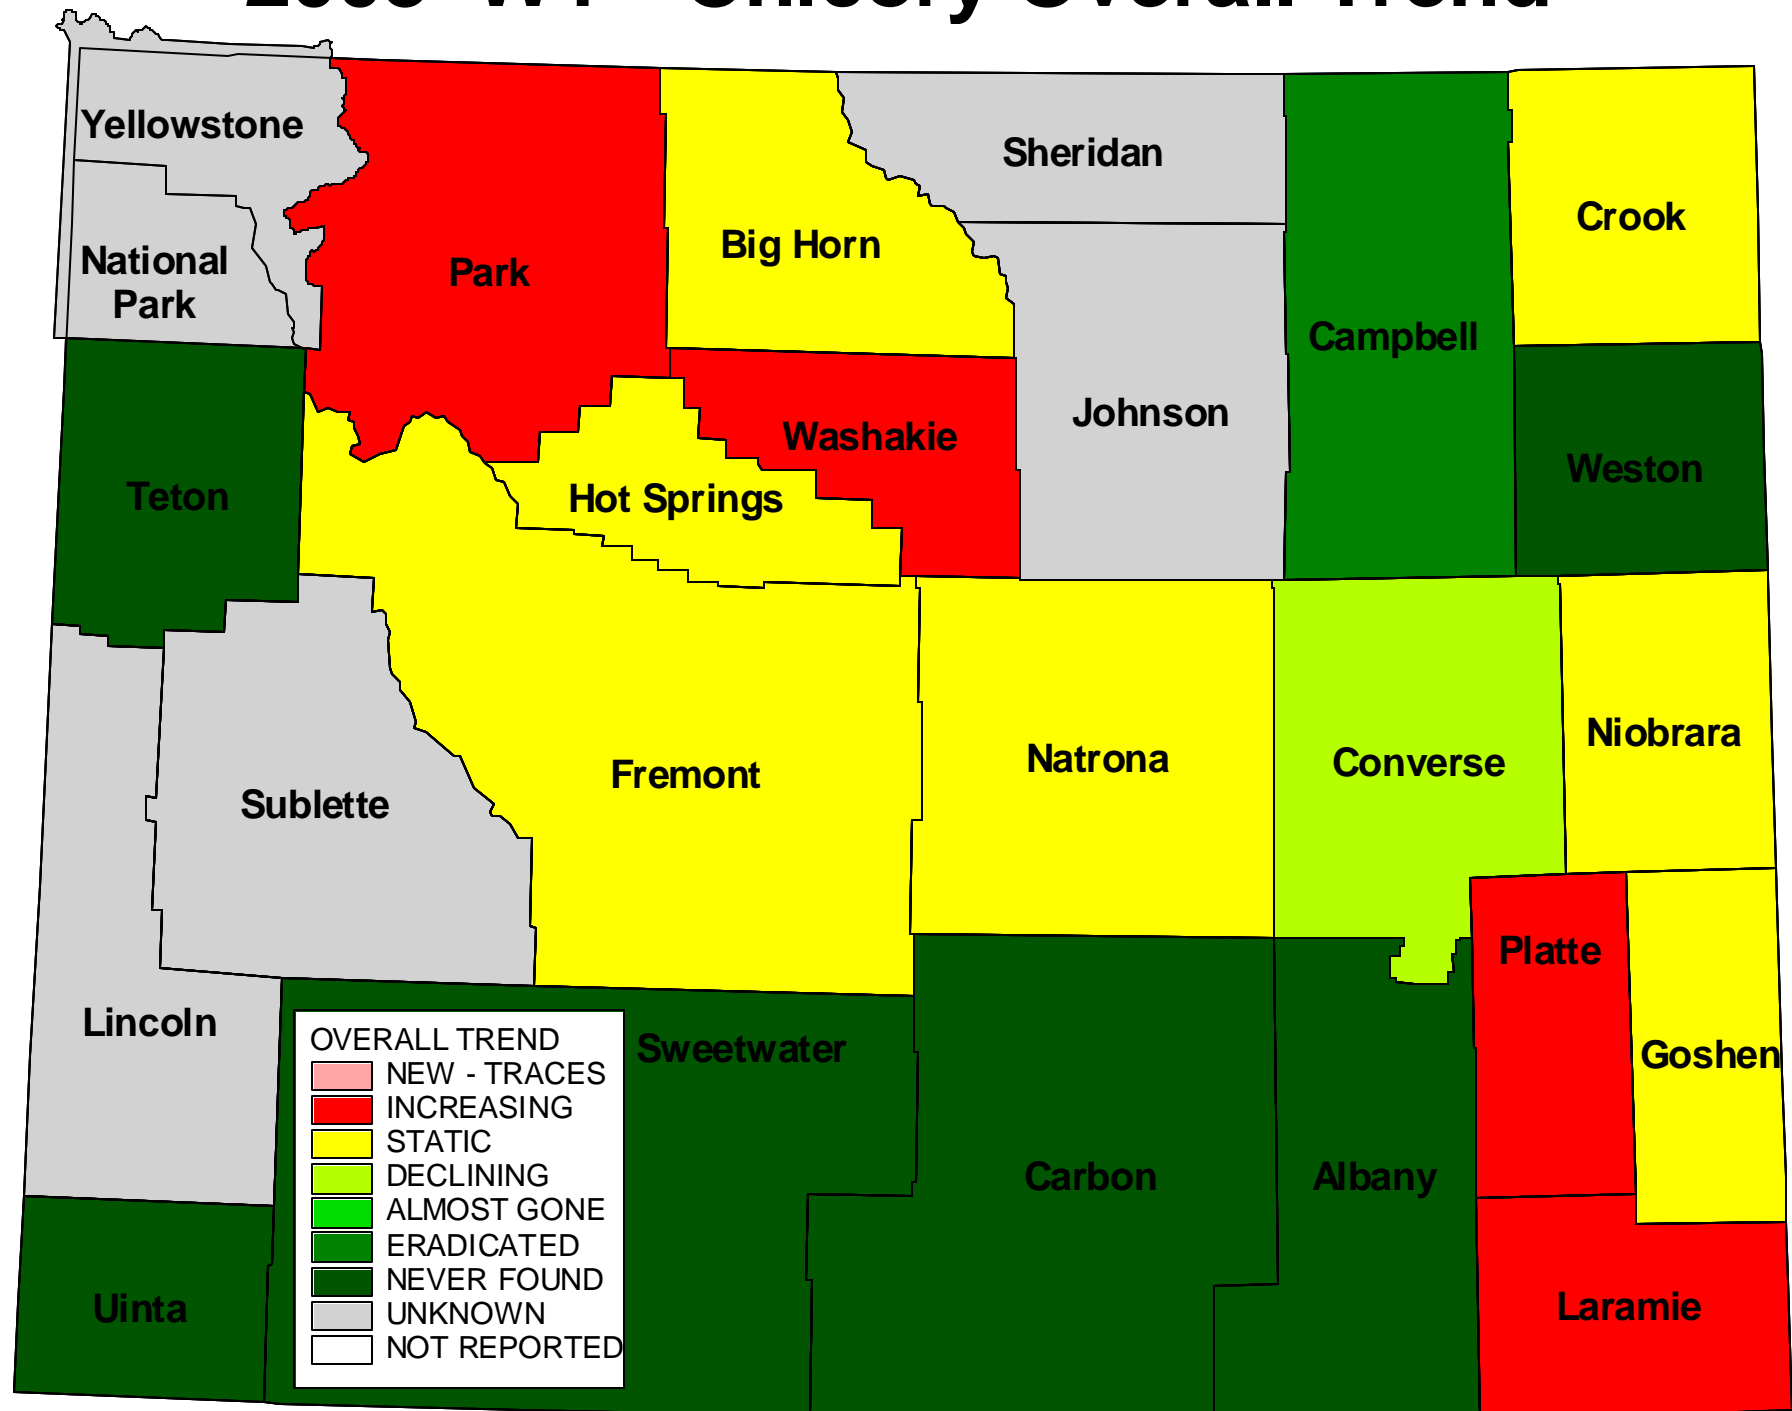 Yellowstone
Sheridan
Crook
Big Horn
National
Park
Park
Campbell
Johnson
Washakie
Weston
Teton
Hot Springs
Niobrara
Natrona
Converse
Fremont
Sublette
Platte
Lincoln
Sweetwater
Goshen
Carbon
Albany
Uinta
Laramie
OVERALL TREND
NEW - TRACES
INCREASING
STATIC
DECLINING
ALMOST GONE
ERADICATED
NEVER FOUND
UNKNOWN
NOT REPORTED